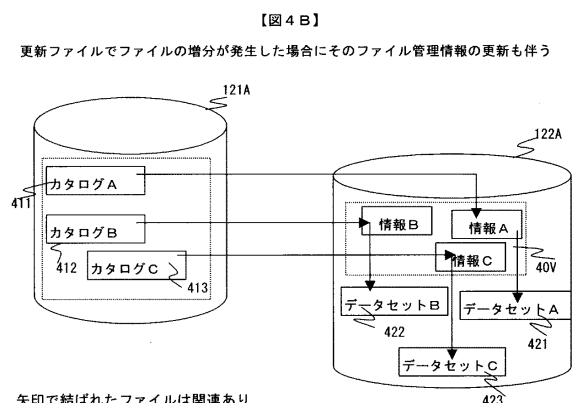 【図４Ｂ】
更新ファイルでファイルの増分が発生した場合にそのファイル管理情報の更新も伴う
121A
122A
カタログA
411
情報B
情報A
カタログB
412
カタログC
413
情報C
40V
データセットB
422
データセットA
421
データセットC
423
矢印で結ばれたファイルは関連あり